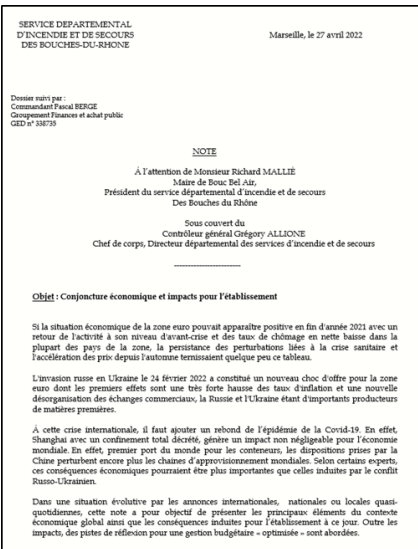 SERVICE DEPARTEMENTAL
D'INCENDIE ET DE SECOURS
DES BOUCHES-DU-RHONE
Marseille, le 27 avril 2022
Dossier suivi par :
Commandant Pascal BERGE
Groupement Finances et achat public
GED n° 338735
NOTE
À l'attention de Monsieur Richard MALLIÉ
Maire de Bouc Bel Air,
Président du service départemental d'incendie et de secours
Des Bouches du Rhône
Sous couvert du
Contrôleur général Grégory ALLIONE
Chef de corps, Directeur départemental des services d'incendie et de secours
------------------------
Objet : Conjoncture économique et impacts pour l'établissement
Si la situation économique de la zone euro pouvait apparaître positive en fin d'année 2021 avec un
retour de l'activité à son niveau d'avant-crise et des taux de chômage en nette baisse dans la
plupart des pays de la zone, la persistance des perturbations liées à la crise sanitaire et
l'accélération des prix depuis l'automne ternissaient quelque peu ce tableau.
L'invasion russe en Ukraine le 24 février 2022 a constitué un nouveau choc d'offre pour la zone
euro dont les premiers effets sont une très forte hausse des taux d'inflation et une nouvelle
désorganisation des échanges commerciaux, la Russie et l'Ukraine étant d'importants producteurs
de matières premières.
À cette crise internationale, il faut ajouter un rebond de l'épidémie de la Covid-19. En effet,
Shanghai avec un confinement total décrété, génère un impact non négligeable pour l'économie
mondiale. En effet, premier port du monde pour les conteneurs, les dispositions prises par la
Chine perturbent encore plus les chaines d'approvisionnement mondiales. Selon certains experts,
ces conséquences économiques pourraient être plus importantes que celles induites par le conflit
Russo-Ukrainien.
Dans une situation évolutive par les annonces internationales, nationales ou locales quasi-
quotidiennes, cette note a pour objectif de présenter les principaux éléments du contexte
économique global ainsi que les conséquences induites pour l'établissement à ce jour. Outre les
impacts, des pistes de réflexion pour une gestion budgétaire « optimisée » sont abordées.